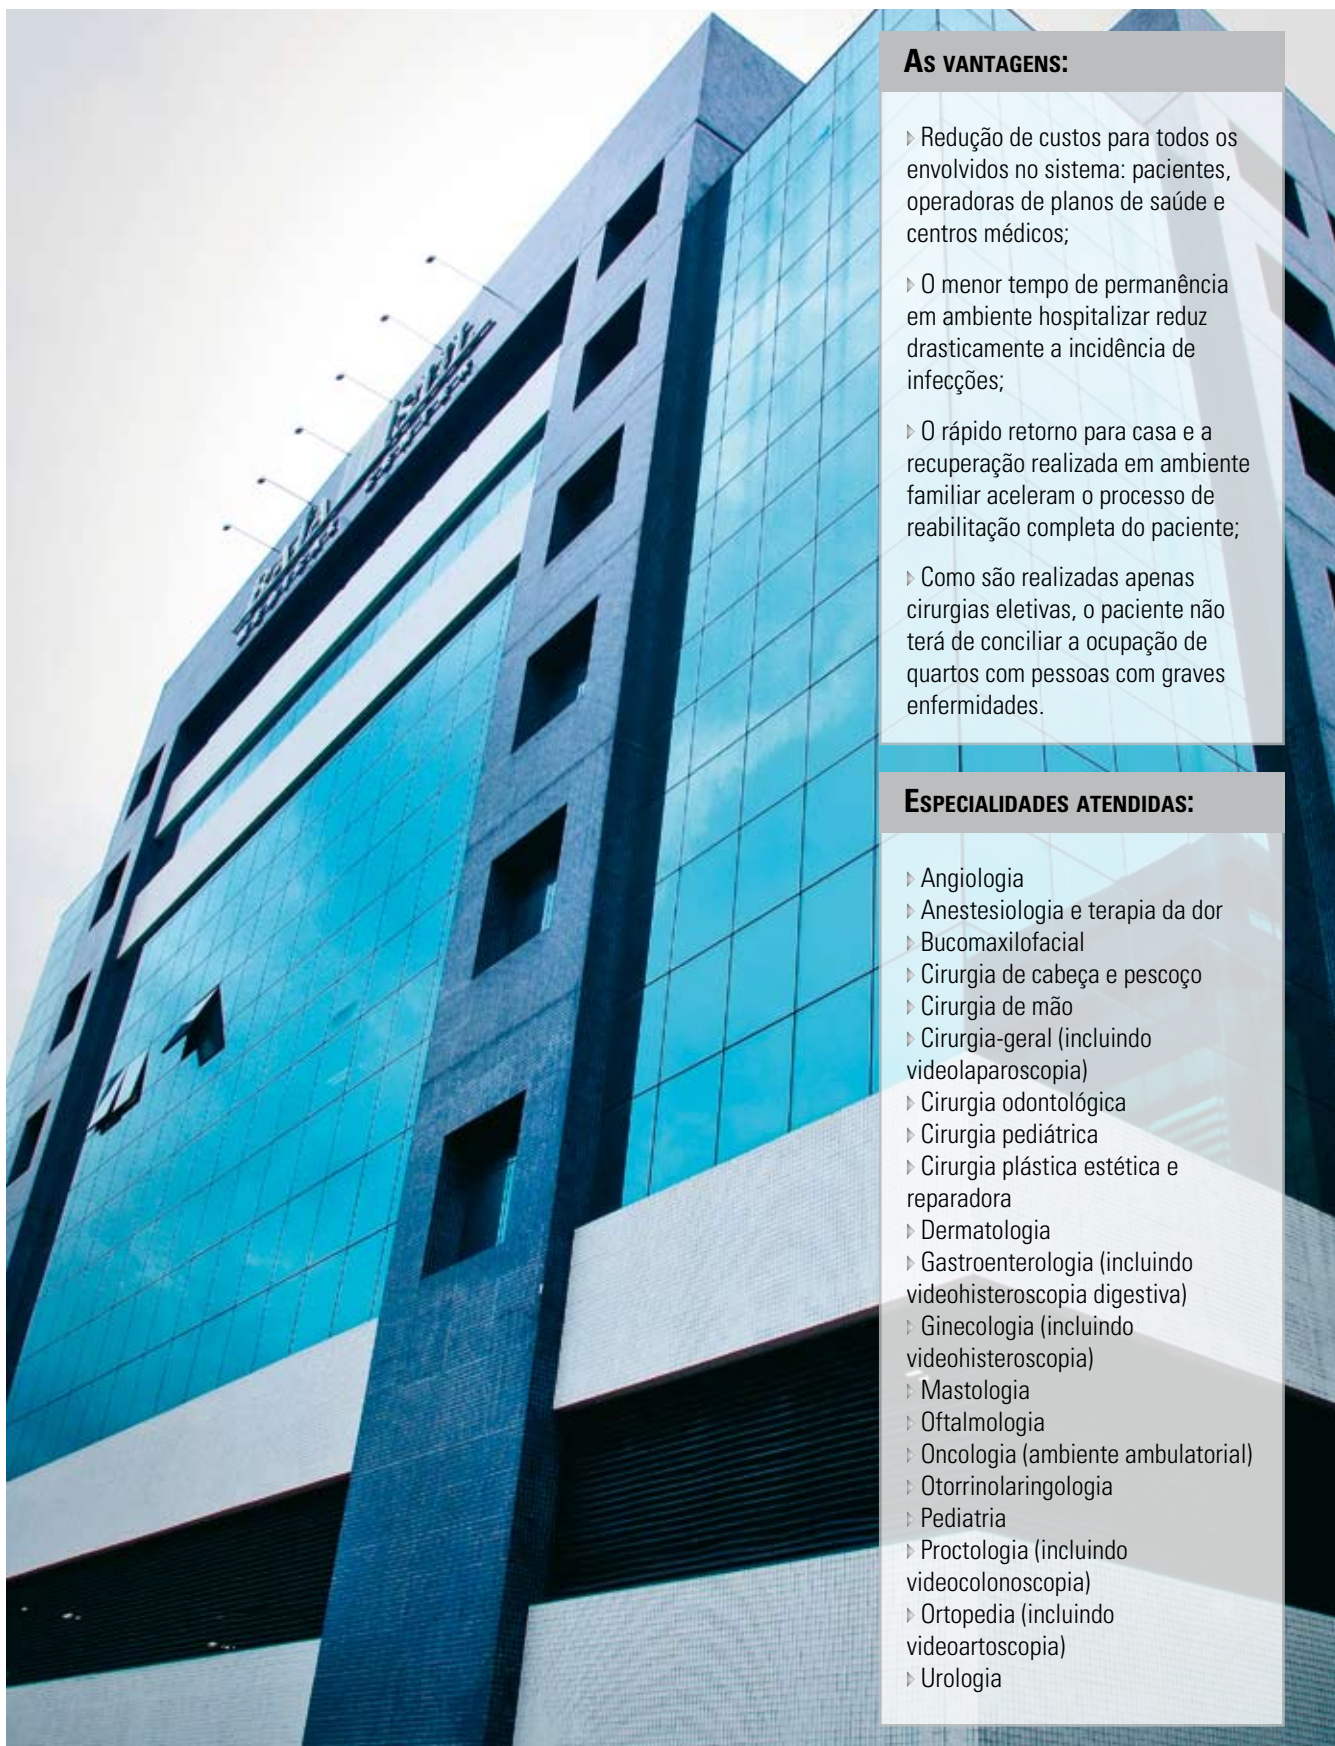 AS VANTAGENS:
Redução de custos para todos os
envolvidos no sistema: pacientes,
operadoras de planos de saúde e
centros médicos;
O menor tempo de permanência
em ambiente hospitalizar reduz
drasticamente a incidência de
infecções;
O rápido retorno para casa e a
recuperação realizada em ambiente
familiar aceleram o processo de
reabilitação completa do paciente;
Como são realizadas apenas
cirurgias eletivas, o paciente não
terá de conciliar a ocupação de
quartos com pessoas com graves
enfermidades.
ESPECIALIDADES ATENDIDAS:
Angiologia
Anestesiologia e terapia da dor
Bucomaxilofacial
Cirurgia de cabeça e pescoço
Cirurgia de mão
Cirurgia-geral (incluindo
videolaparoscopia)
Cirurgia odontológica
Cirurgia pediátrica
Cirurgia plástica estética e
reparadora
Dermatologia
Gastroenterologia (incluindo
videohisteroscopia digestiva)
Ginecologia (incluindo
videohisteroscopia)
Mastologia
Oftalmologia
Oncologia (ambiente ambulatorial)
Otorrinolaringologia
Pediatria
Proctologia (incluindo
videocolonoscopia)
Ortopedia (incluindo
videoartoscopia)
Urologia